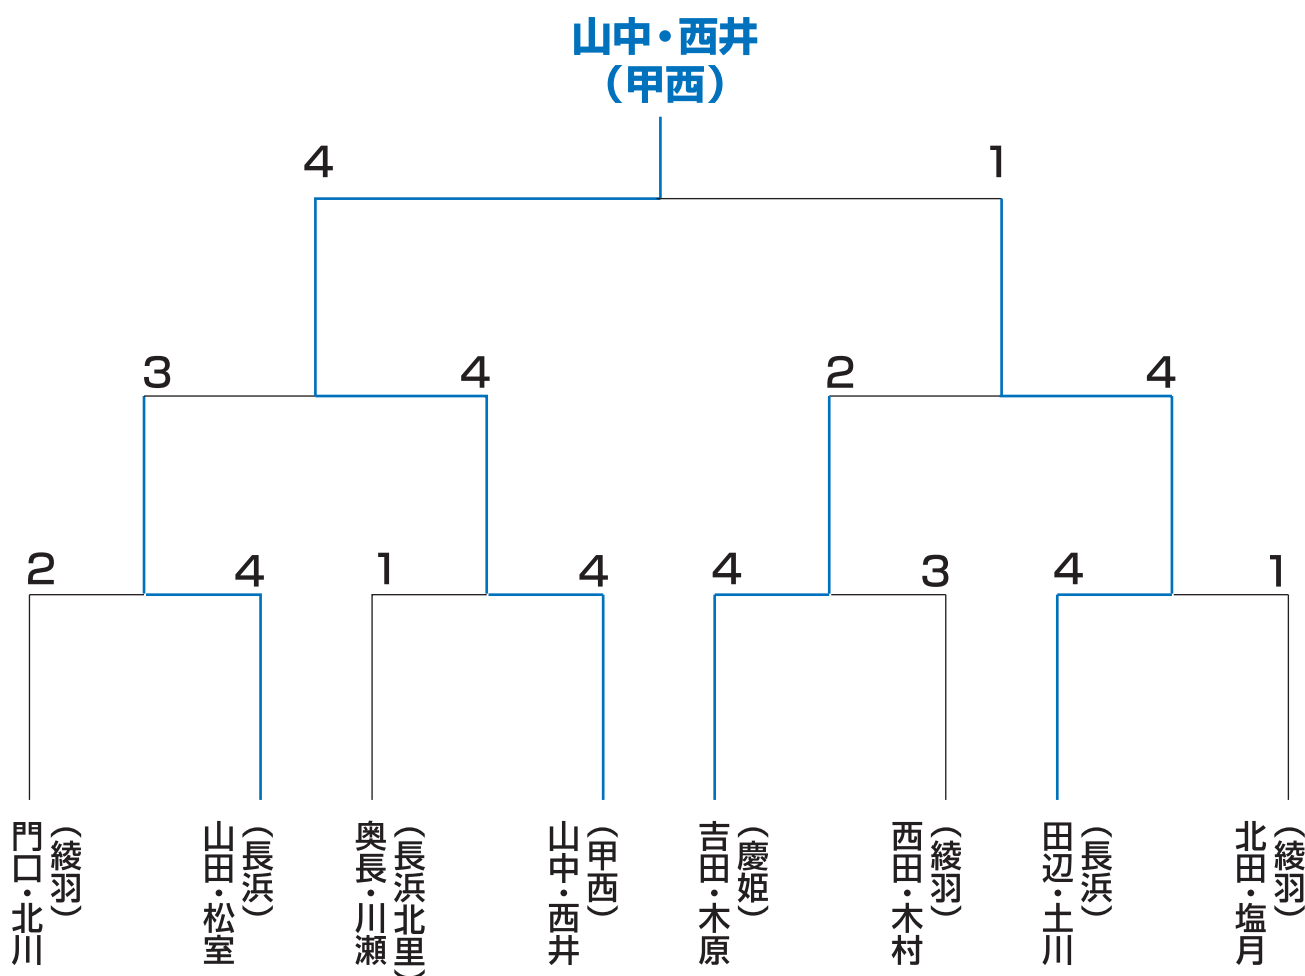 山中・西井
（甲西）
4
1
3
4
2
4
2
4
1
4
4
3
4
1
門口・北川
（綾羽）
山田・松室
（長浜）
奥長・川瀬
（長浜北里）
山中・西井
（甲西）
吉田・木原
（慶姫）
西田・木村
（綾羽）
田辺・土川
（長浜）
北田・塩月
（綾羽）